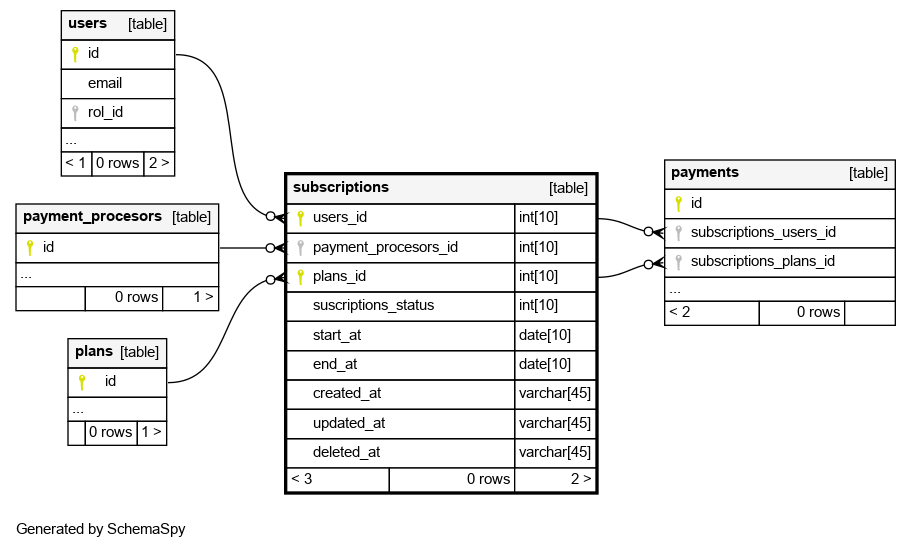 users [table]
id
email
rol_id
...
< 1 0 rows 2 >
payment_procesors [table]
id
...
0 rows 1 >
plans [table]
id
...
0 rows 1 >
subscriptions [table]
users_id int[10]
payment_procesors_id int[10]
plans_id int[10]
suscriptions_status int[10]
start_at date[10]
end_at date[10]
created_at varchar[45]
updated_at varchar[45]
deleted_at varchar[45]
< 3 0 rows 2 >
payments [table]
id
subscriptions_users_id
subscriptions_plans_id
...
< 2 0 rows
Generated by SchemaSpy